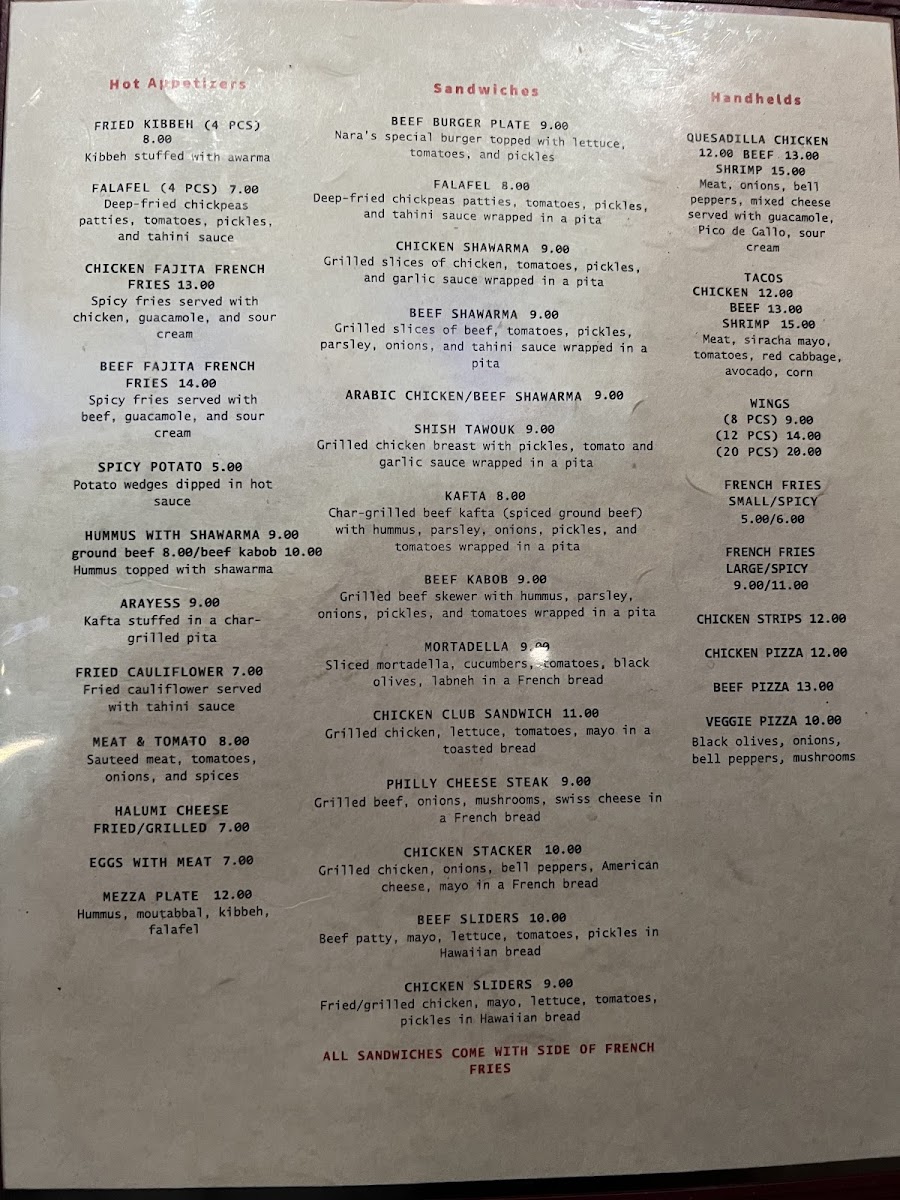 Hot Appetizers
FRIED KIBBEH (4 PCS)
8.00
Kibbeh stuffed with awarma
FALAFEL (4 PCS) 7.00
Deep-fried chickpeas
patties, tomatoes, pickles,
and tahini sauce
CHICKEN FAJITA FRENCH
FRIES 13.00
Spicy fries served with
chicken, guacamole, and sour
cream
BEEF FAJITA FRENCH
FRIES 14.00
Spicy fries served with
beef, guacamole, and sour
cream
SPICY POTATO 5.00
Potato wedges dipped in hot
sauce
HUMMUS WITH SHAWARMA 9.00
ground beef 8.00/beef kabob 10.00
Hummus topped with shawarma
ARAYESS 9.00
Kafta stuffed in a char-
grilled pita
FRIED CAULIFLOWER 7.00
Fried cauliflower served
with tahini sauce
MEAT & TOMATO 8.00
Sauteed meat, tomatoes,
onions, and spices
HALUMI CHEESE
FRIED/GRILLED 7.00
EGGS WITH MEAT 7.00
MEZZA PLATE 12.00
Hummus, moutabbal, kibbeh,
falafel
Sandwiches
BEEF BURGER PLATE 9.00
Nara's special burger topped with lettuce,
tomatoes, and pickles
FALAFEL 8.00
Deep-fried chickpeas patties, tomatoes, pickles,
and tahini sauce wrapped in a pita
CHICKEN SHAWARMA 9.00
Grilled slices of chicken, tomatoes, pickles,
and garlic sauce wrapped in a pita
BEEF SHAWARMA 9.00
Grilled slices of beef, tomatoes, pickles,
parsley, onions, and tahini sauce wrapped in a
pita
ARABIC CHICKEN/BEEF SHAWARMA 9.00
SHISH TAWOUK 9.00
Grilled chicken breast with pickles, tomato and
garlic sauce wrapped in a pita
KAFTA 8.00
Char-grilled beef kafta (spiced ground beef)
with hummus, parsley, onions, pickles, and
tomatoes wrapped in a pita
BEEF KABOB 9.00
Grilled beef skewer with hummus, parsley,
onions, pickles, and tomatoes wrapped in a pita
MORTADELLA 9.00
Sliced mortadella, cucumbers, tomatoes, black
olives, labneh in a French bread
CHICKEN CLUB SANDWICH 11.00
Grilled chicken, lettuce, tomatoes, mayo in a
toasted bread
PHILLY CHEESE STEAK 9.00
Grilled beef, onions, mushrooms, swiss cheese in
a French bread
CHICKEN STACKER 10.00
Grilled chicken, onions, bell peppers, American
cheese, mayo in a French bread
BEEF SLIDERS 10.00
Beef patty, mayo, lettuce, tomatoes, pickles in
Hawaiian bread
CHICKEN SLIDERS 9.00
Fried/grilled chicken, mayo, lettuce, tomatoes,
pickles in Hawaiian bread
ALL SANDWICHES COME WITH SIDE OF FRENCH
FRIES
Handhelds
QUESADILLA CHICKEN
12.00 BEEF 13.00
SHRIMP 15.00
Meat, onions, bell
peppers, mixed cheese
served with guacamole,
Pico de Gallo, sour
cream
TACOS
CHICKEN 12.00
BEEF 13.00
SHRIMP 15.00
Meat, siracha mayo,
tomatoes, red cabbage,
avocado, corn
WINGS
(8 PCS) 9.00
(12 PCS) 14.00
(20 PCS) 20.00
FRENCH FRIES
SMALL/SPICY
5.00/6.00
FRENCH FRIES
LARGE/SPICY
9.00/11.00
CHICKEN STRIPS 12.00
CHICKEN PIZZA 12.00
BEEF PIZZA 13.00
VEGGIE PIZZA 10.00
Black olives, onions,
bell peppers, mushrooms